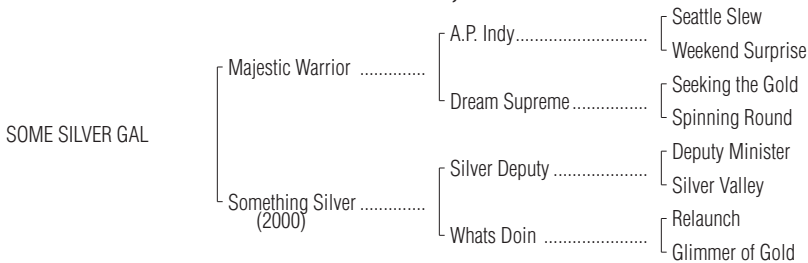 Seattle Slew
A.P. Indy..............................
Weekend Surprise
Majestic Warrior ..............
Seeking the Gold
Dream Supreme................
Spinning Round
SOME SILVER GAL
Deputy Minister
Silver Deputy ....................
Silver Valley
Something Silver ..............
(2000)
Relaunch
Whats Doin ......................
Glimmer of Gold